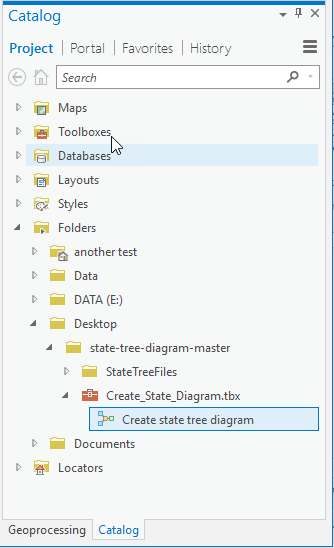 Catalog
Project | Portal | Favorites | History
Search
Maps
Toolboxes
Databases
Layouts
Styles
Folders
another test
Data
DATA (E:)
Desktop
state-tree-diagram-master
StateTreeFiles
Create_State_Diagram.tbx
Create state tree diagram
Documents
Locators
Geoprocessing Catalog